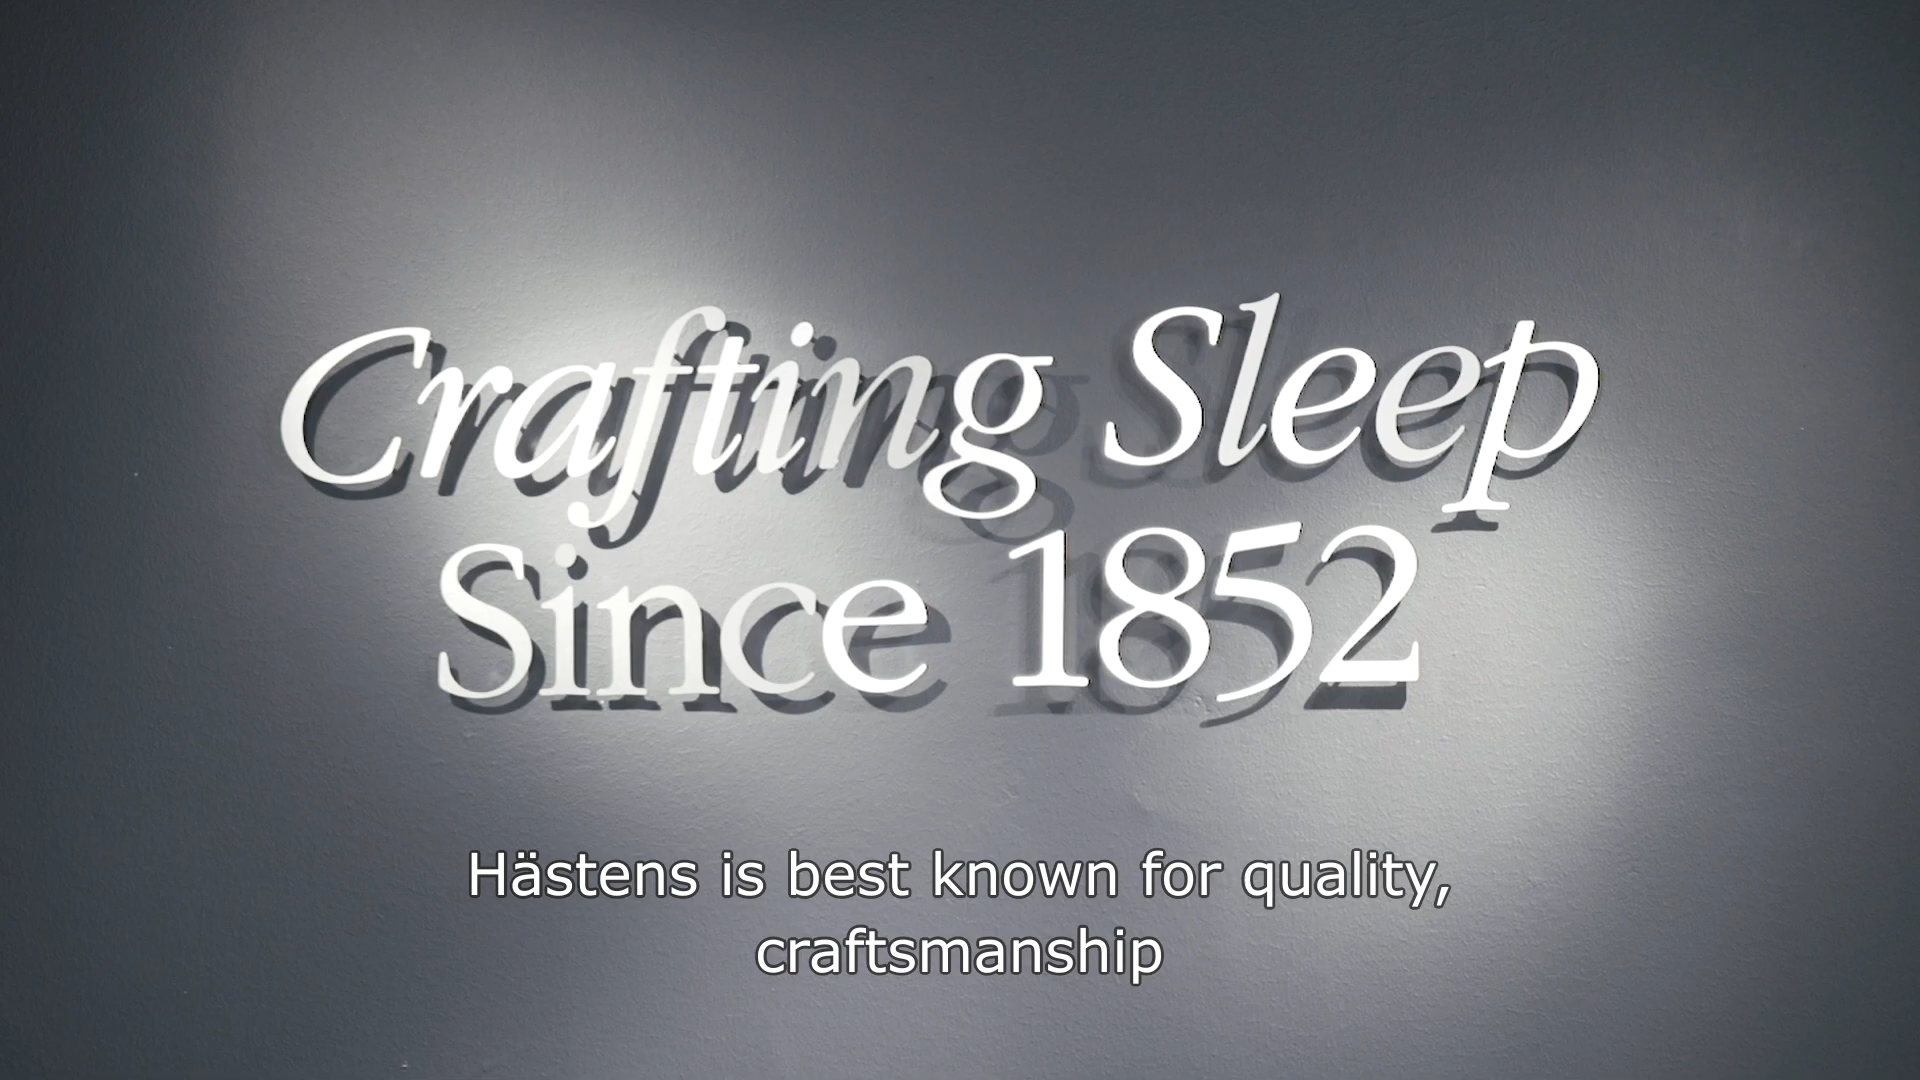 Crafting Sleep
Since 1852
Hästens is best known for quality,
craftsmanship